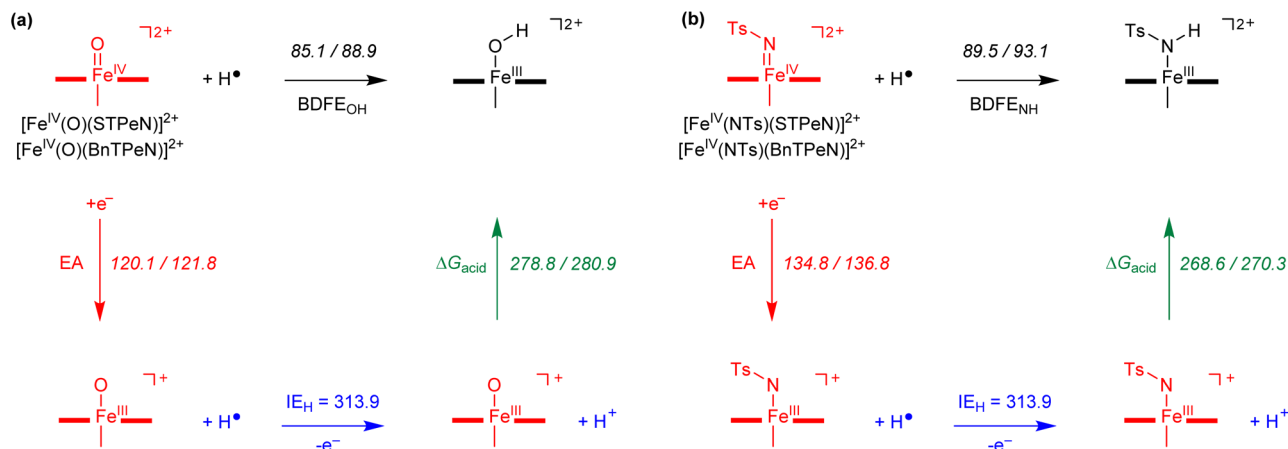 (a)
O
Fe^IV
⌝2+
+ H•
85.1 / 88.9
BDFE_OH
O H
Fe^III
⌝2+
[Fe^IV(O)(STPeN)]^2+
[Fe^IV(O)(BnTPeN)]^2+
+e^–
EA
120.1 / 121.8
ΔG_acid
278.8 / 280.9
O
Fe^III
⌝+
+ H•
IE_H = 313.9
-e^–
O
Fe^III
⌝+
+ H^+
(b)
Ts N
Fe^IV
⌝2+
+ H•
89.5 / 93.1
BDFE_NH
Ts N H
Fe^III
⌝2+
[Fe^IV(NTs)(STPeN)]^2+
[Fe^IV(NTs)(BnTPeN)]^2+
+e^–
EA
134.8 / 136.8
ΔG_acid
268.6 / 270.3
Ts N
Fe^III
⌝+
+ H•
IE_H = 313.9
-e^–
Ts N
Fe^III
⌝+
+ H^+